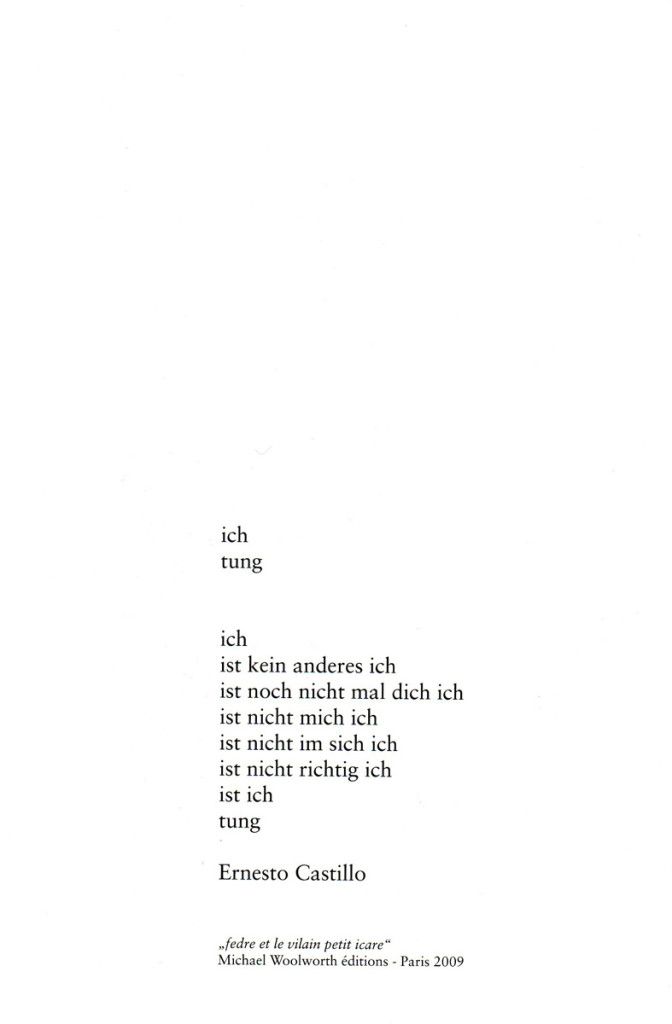 ich
tung
ich
ist kein anderes ich
ist noch nicht mal dich ich
ist nicht mich ich
ist nicht im sich ich
ist nicht richtig ich
ist ich
tung
Ernesto Castillo
„fedre et le vilain petit icare“
Michael Woolworth éditions - Paris 2009